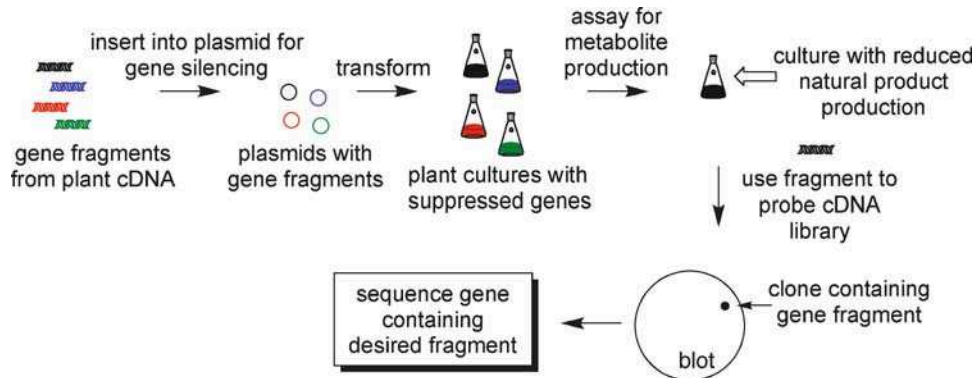 insert into plasmid for
gene silencing
transform
assay for
metabolite
production
culture with reduced
natural product
production
gene fragments
from plant cDNA
plasmids with
gene fragments
plant cultures with
suppressed genes
use fragment to
probe cDNA
library
clone containing
gene fragment
blot
sequence gene
containing
desired fragment